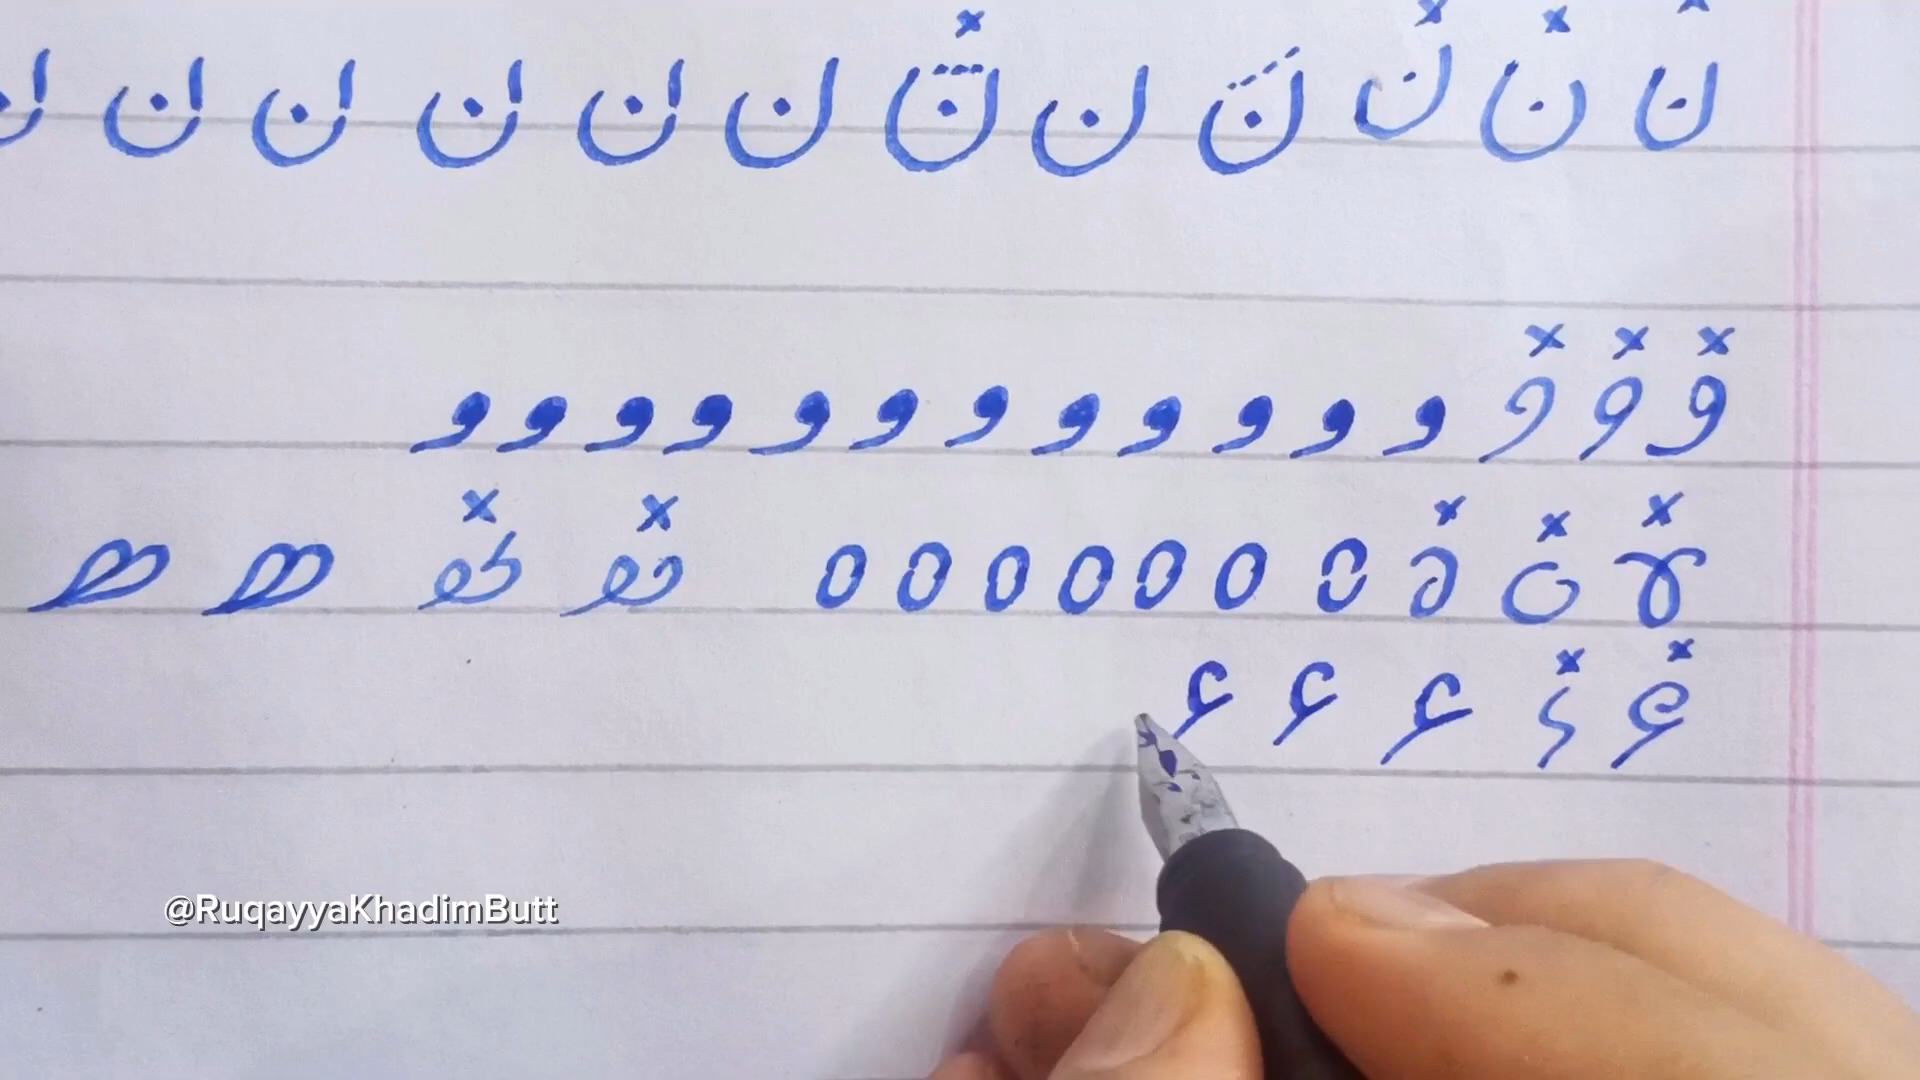 ن ن ن ن ن ن ن ن ن ن ن ن
و و و و و و و و و و و و و و و
ہ ہ ہ ہ ہ ہ ہ ہ ہ ہ ھ ھ ھ ھ
ء ء ء ء ء
@RuqayyaKhadimButt